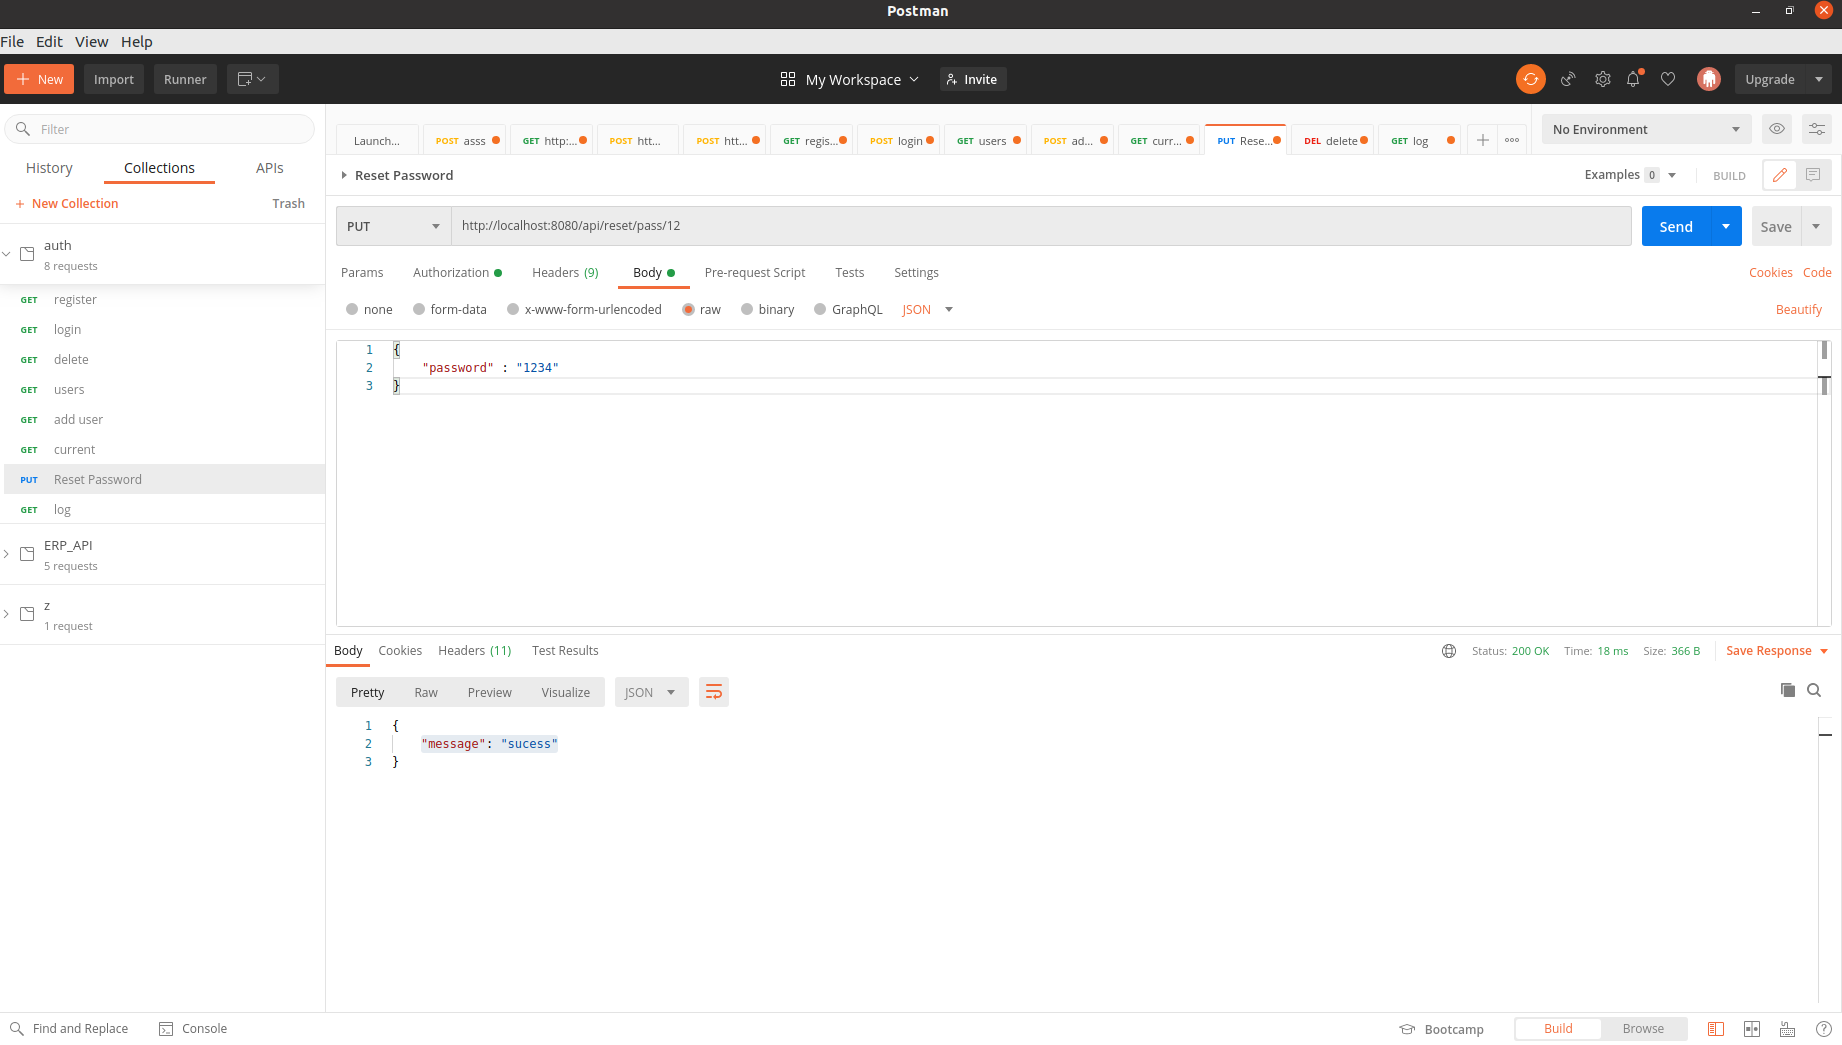 Postman
File Edit View Help
New Import Runner My Workspace Invite Upgrade
Filter
History Collections APIs
New Collection Trash
auth
8 requests
GET register
GET login
GET delete
GET users
GET add user
GET current
PUT Reset Password
GET log
ERP_API
5 requests
z
1 request
Launch... POST asss GET http:... POST htt... POST htt... GET regis... POST login GET users POST ad... GET curr... PUT Rese... DEL delete GET log
No Environment
Reset Password Examples 0 BUILD
PUT http://localhost:8080/api/reset/pass/12 Send Save
Params Authorization Headers (9) Body Pre-request Script Tests Settings Cookies Code
none form-data x-www-form-urlencoded raw binary GraphQL JSON Beautify
1 {
2 "password" : "1234"
3 }
Body Cookies Headers (11) Test Results Status: 200 OK Time: 18 ms Size: 366 B Save Response
Pretty Raw Preview Visualize JSON
1 {
2 "message": "sucess"
3 }
Find and Replace Console Bootcamp Build Browse